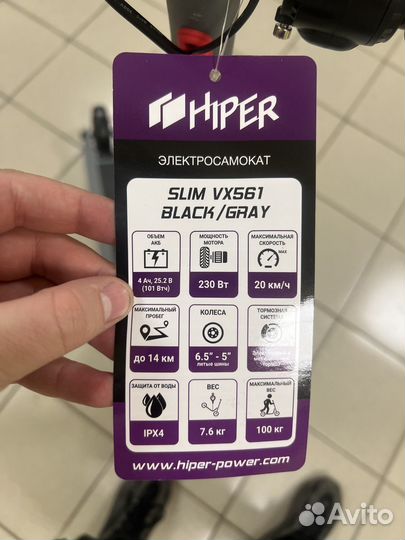 HIPER
ЭЛЕКТРОСАМОКАТ
SLIM VX561
BLACK/GRAY
ОБЪЕМ
АКБ
4 Ач, 25.2 В
(101 Втч)
МОЩНОСТЬ
МОТОРА
230 Вт
МАКСИМАЛЬНАЯ
СКОРОСТЬ
MAX
20 км/ч
МАКСИМАЛЬНЫЙ
ПРОБЕГ
до 14 км
КОЛЕСА
6.5” - 5”
литые шины
ТОРМОЗНАЯ
СИСТЕМА
ЗАЩИТА ОТ ВОДЫ
IPX4
ВЕС
7.6 кг
МАКСИМАЛЬНЫЙ
ВЕС
100 кг
www.hiper-power.com
Avito